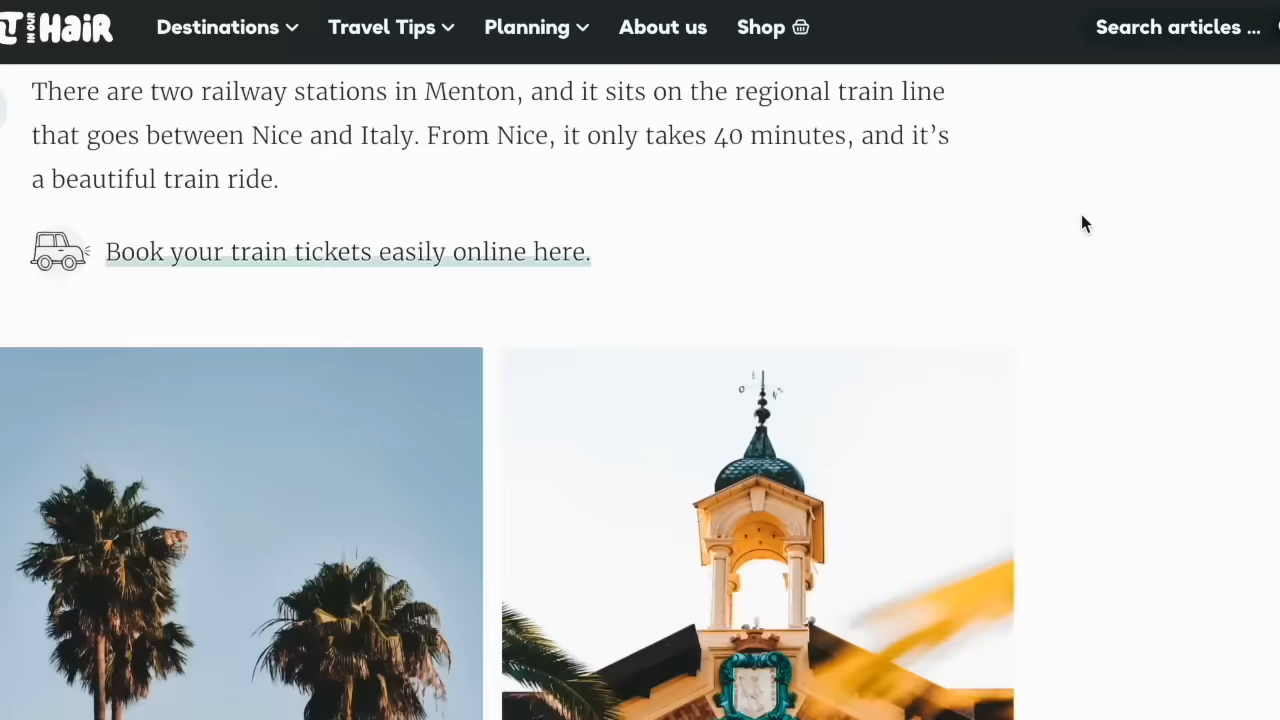 T IN OUR HaiR
Destinations Travel Tips Planning About us Shop Search articles ...
There are two railway stations in Menton, and it sits on the regional train line
that goes between Nice and Italy. From Nice, it only takes 40 minutes, and it’s
a beautiful train ride.
Book your train tickets easily online here.